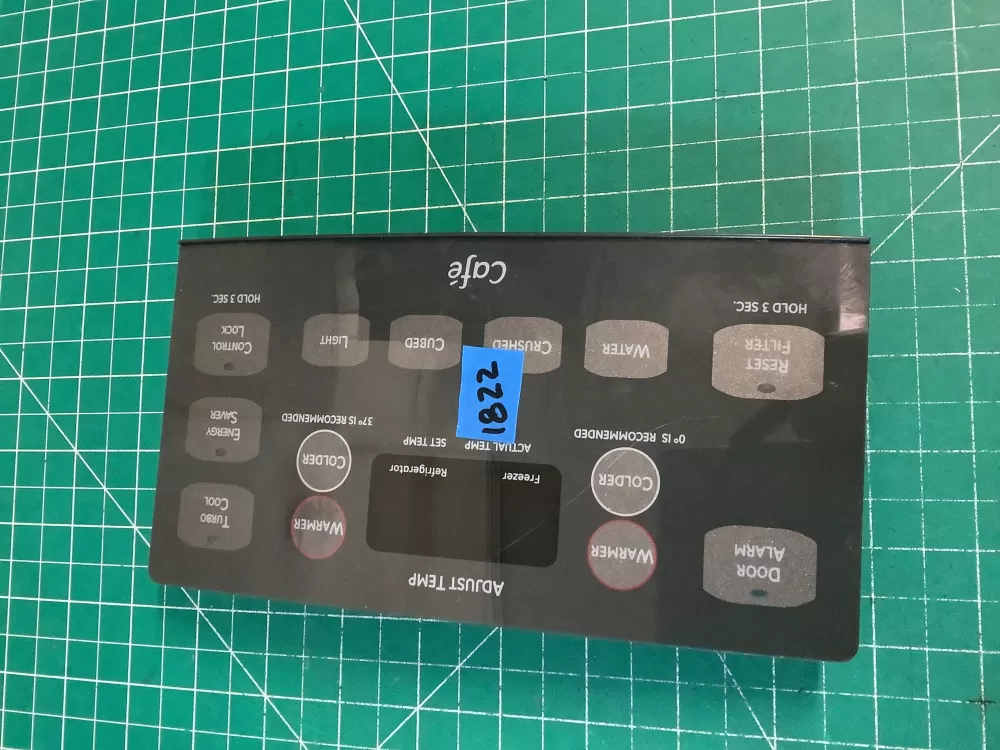 ADJUST TEMP
DOOR
ALARM
WARMER
COLDER
0º IS RECOMMENDED
Freezer
Refrigerator
ACTUAL TEMP
SET TEMP
WARMER
COLDER
37º IS RECOMMENDED
TURBO
COOL
ENERGY
SAVER
RESET
FILTER
HOLD 3 SEC.
WATER
CRUSHED
CUBED
LIGHT
CONTROL
LOCK
HOLD 3 SEC.
Café
1822